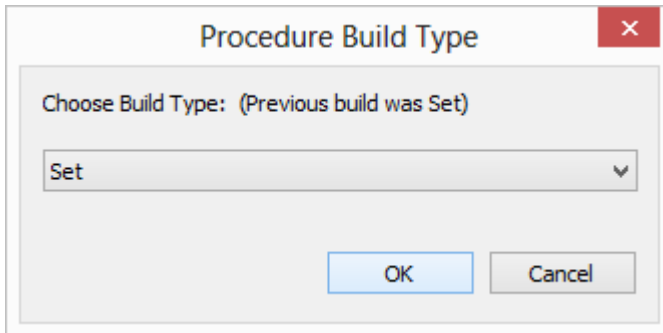 Procedure Build Type
Choose Build Type: (Previous build was Set)
Set
OK Cancel